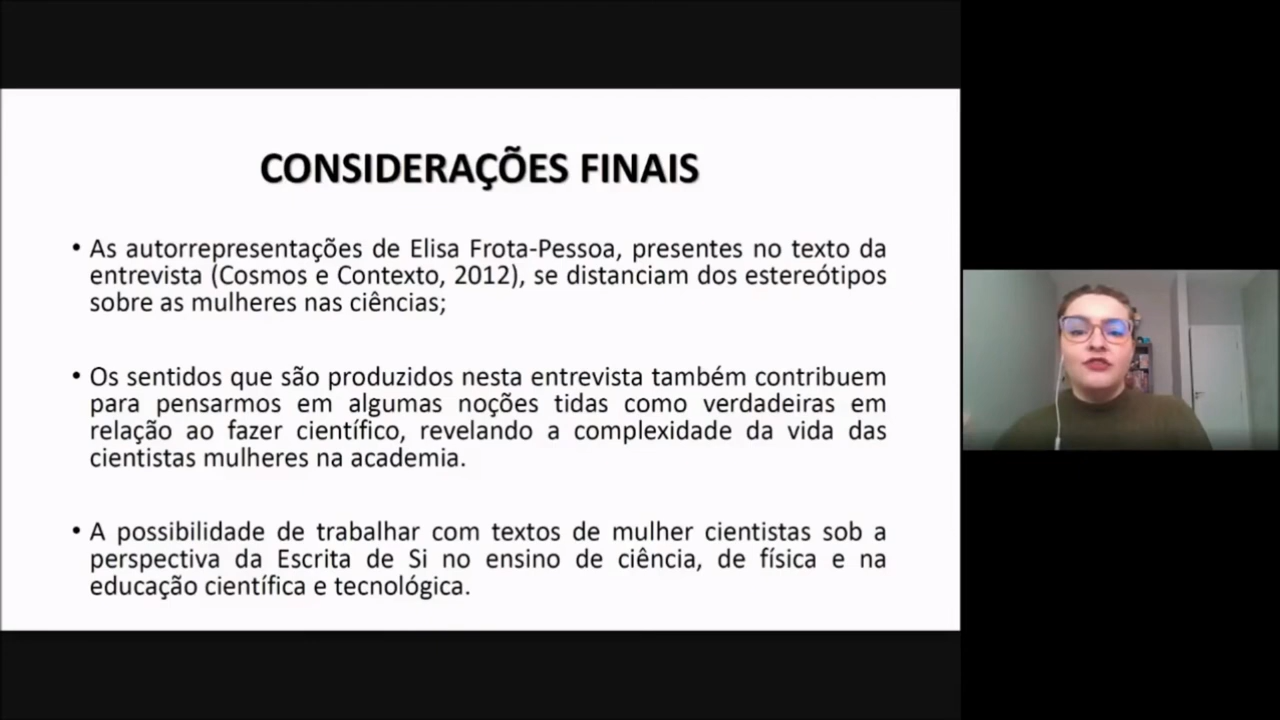 CONSIDERAÇÕES FINAIS
• As autorrepresentações de Elisa Frota-Pessoa, presentes no texto da
entrevista (Cosmos e Contexto, 2012), se distanciam dos estereótipos
sobre as mulheres nas ciências;
• Os sentidos que são produzidos nesta entrevista também contribuem
para pensarmos em algumas noções tidas como verdadeiras em
relação ao fazer científico, revelando a complexidade da vida das
cientistas mulheres na academia.
• A possibilidade de trabalhar com textos de mulher cientistas sob a
perspectiva da Escrita de Si no ensino de ciência, de física e na
educação científica e tecnológica.